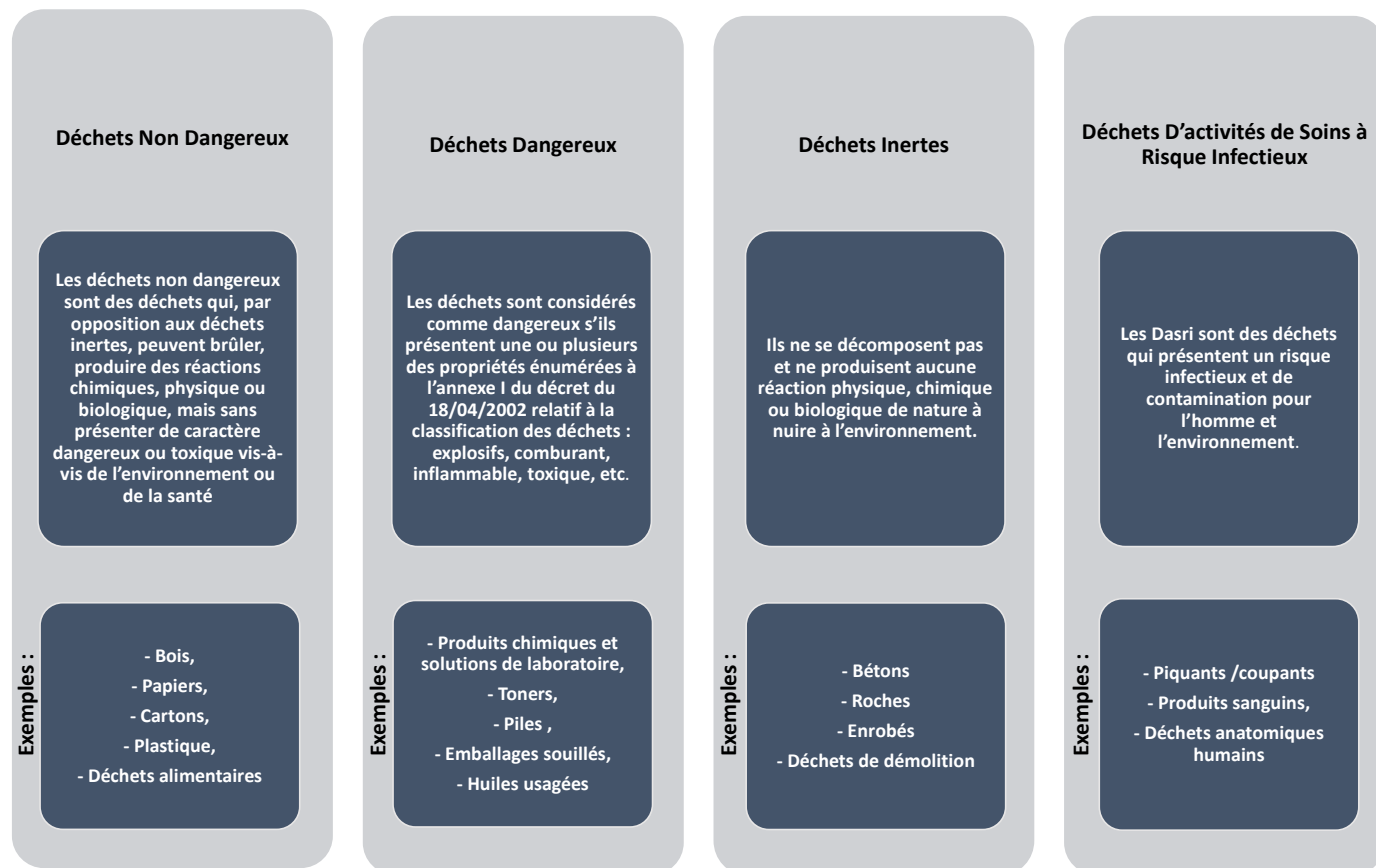 Déchets Non Dangereux
Les déchets non dangereux
sont des déchets qui, par
opposition aux déchets
inertes, peuvent brûler,
produire des réactions
chimiques, physique ou
biologique, mais sans
présenter de caractère
dangereux ou toxique vis-à-
vis de l’environnement ou
de la santé
Exemples :
- Bois,
- Papiers,
- Cartons,
- Plastique,
- Déchets alimentaires
Déchets Dangereux
Les déchets sont considérés
comme dangereux s’ils
présentent une ou plusieurs
des propriétés énumérées à
l’annexe I du décret du
18/04/2002 relatif à la
classification des déchets :
explosifs, comburant,
inflammable, toxique, etc.
Exemples :
- Produits chimiques et
solutions de laboratoire,
- Toners,
- Piles ,
- Emballages souillés,
- Huiles usagées
Déchets Inertes
Ils ne se décomposent pas
et ne produisent aucune
réaction physique, chimique
ou biologique de nature à
nuire à l’environnement.
Exemples :
- Bétons
- Roches
- Enrobés
- Déchets de démolition
Déchets D’activités de Soins à
Risque Infectieux
Les Dasri sont des déchets
qui présentent un risque
infectieux et de
contamination pour
l’homme et
l’environnement.
Exemples :
- Piquants /coupants
- Produits sanguins,
- Déchets anatomiques
humains